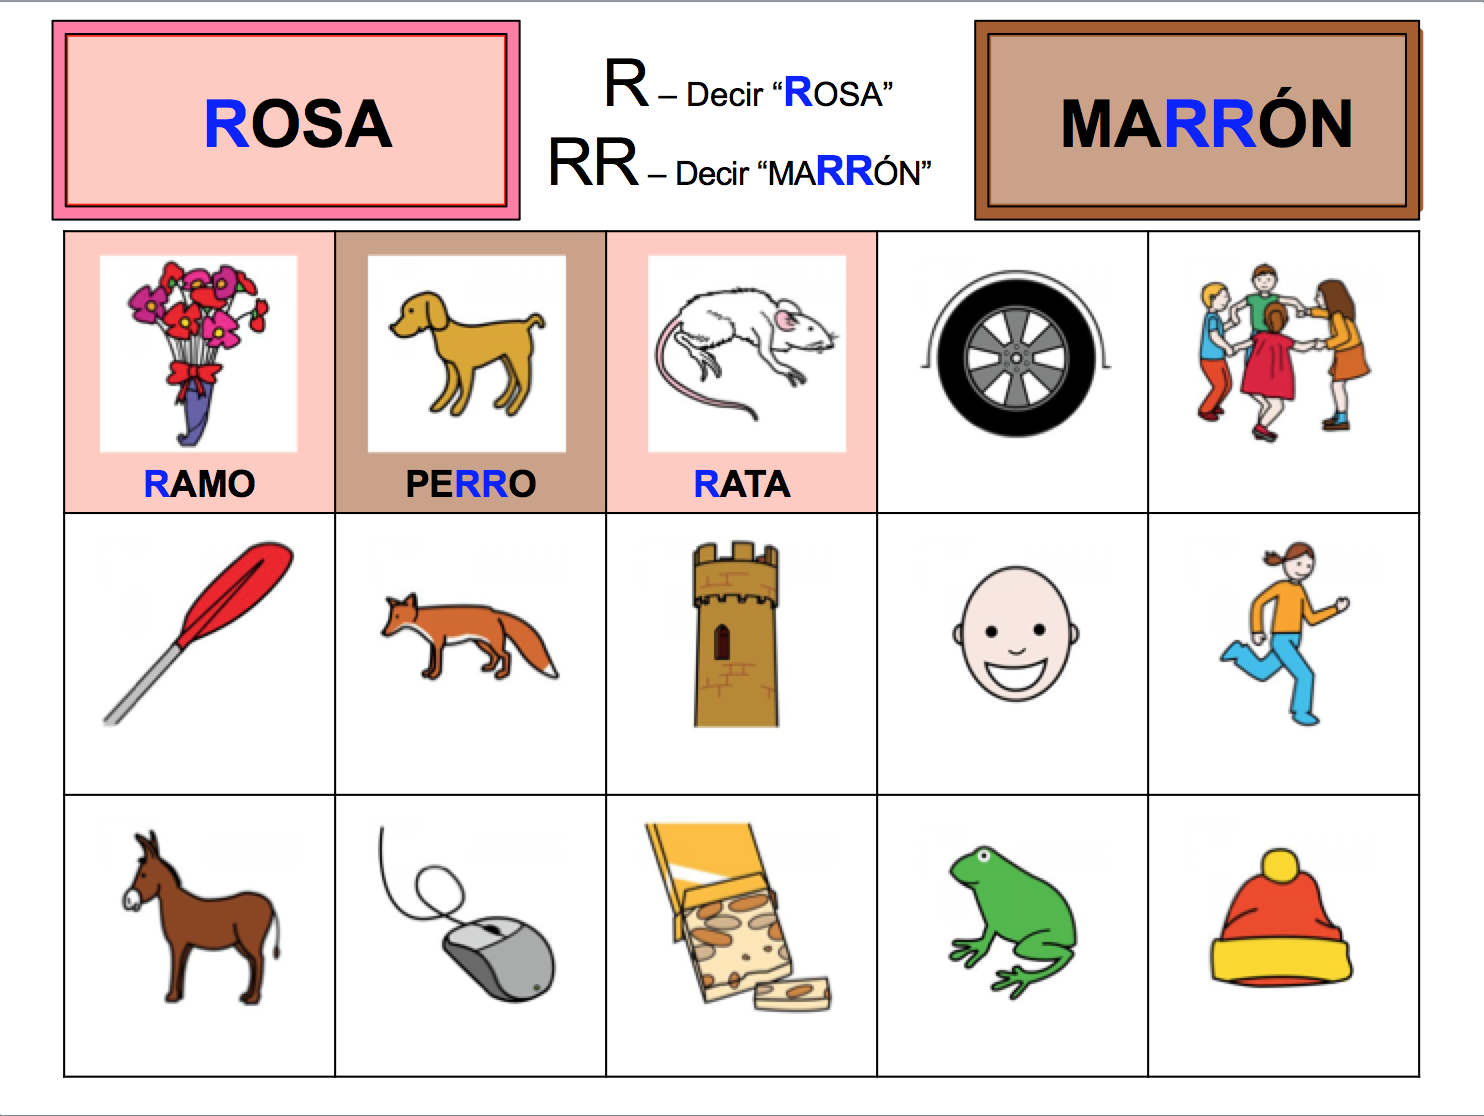 ROSA
R – Decir “ROSA”
RR – Decir “MARRÓN”
MARRÓN
RAMO
PERRO
RATA